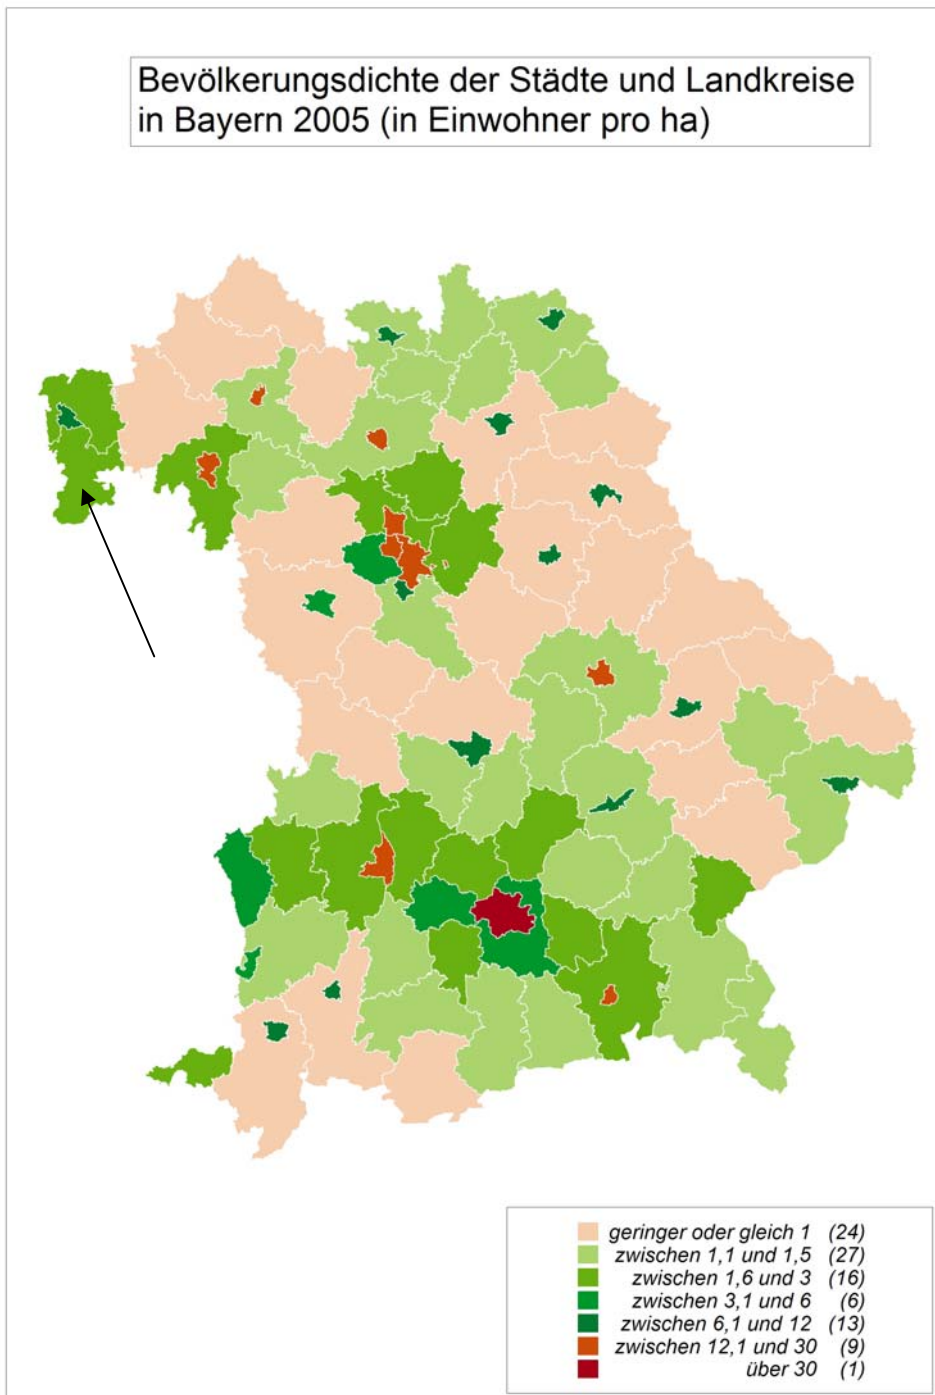 Bevölkerungsdichte der Städte und Landkreise
in Bayern 2005 (in Einwohner pro ha)
geringer oder gleich 1 (24)
zwischen 1,1 und 1,5 (27)
zwischen 1,6 und 3 (16)
zwischen 3,1 und 6 (6)
zwischen 6,1 und 12 (13)
zwischen 12,1 und 30 (9)
über 30 (1)